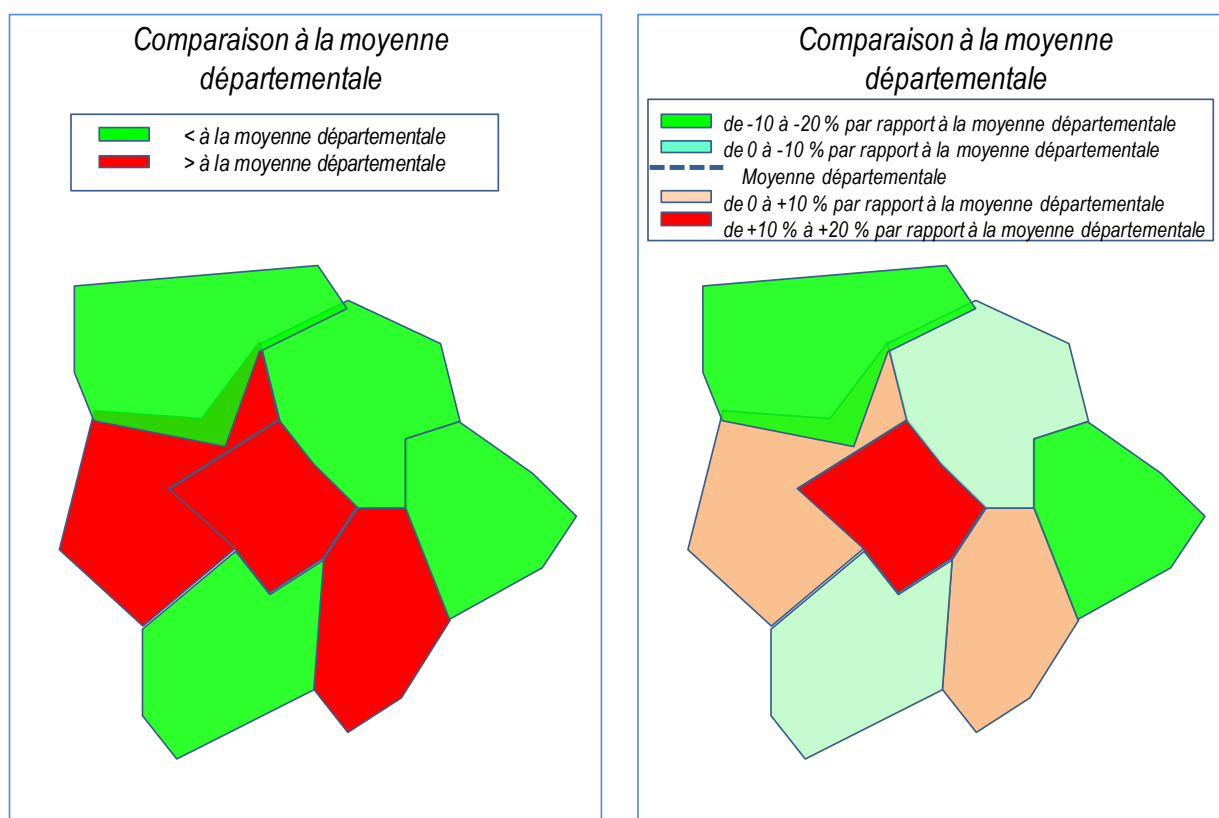 Comparaison à la moyenne
départementale
< à la moyenne départementale
> à la moyenne départementale
Comparaison à la moyenne
départementale
de -10 à -20 % par rapport à la moyenne départementale
de 0 à -10 % par rapport à la moyenne départementale
Moyenne départementale
de 0 à +10 % par rapport à la moyenne départementale
de +10 % à +20 % par rapport à la moyenne départementale